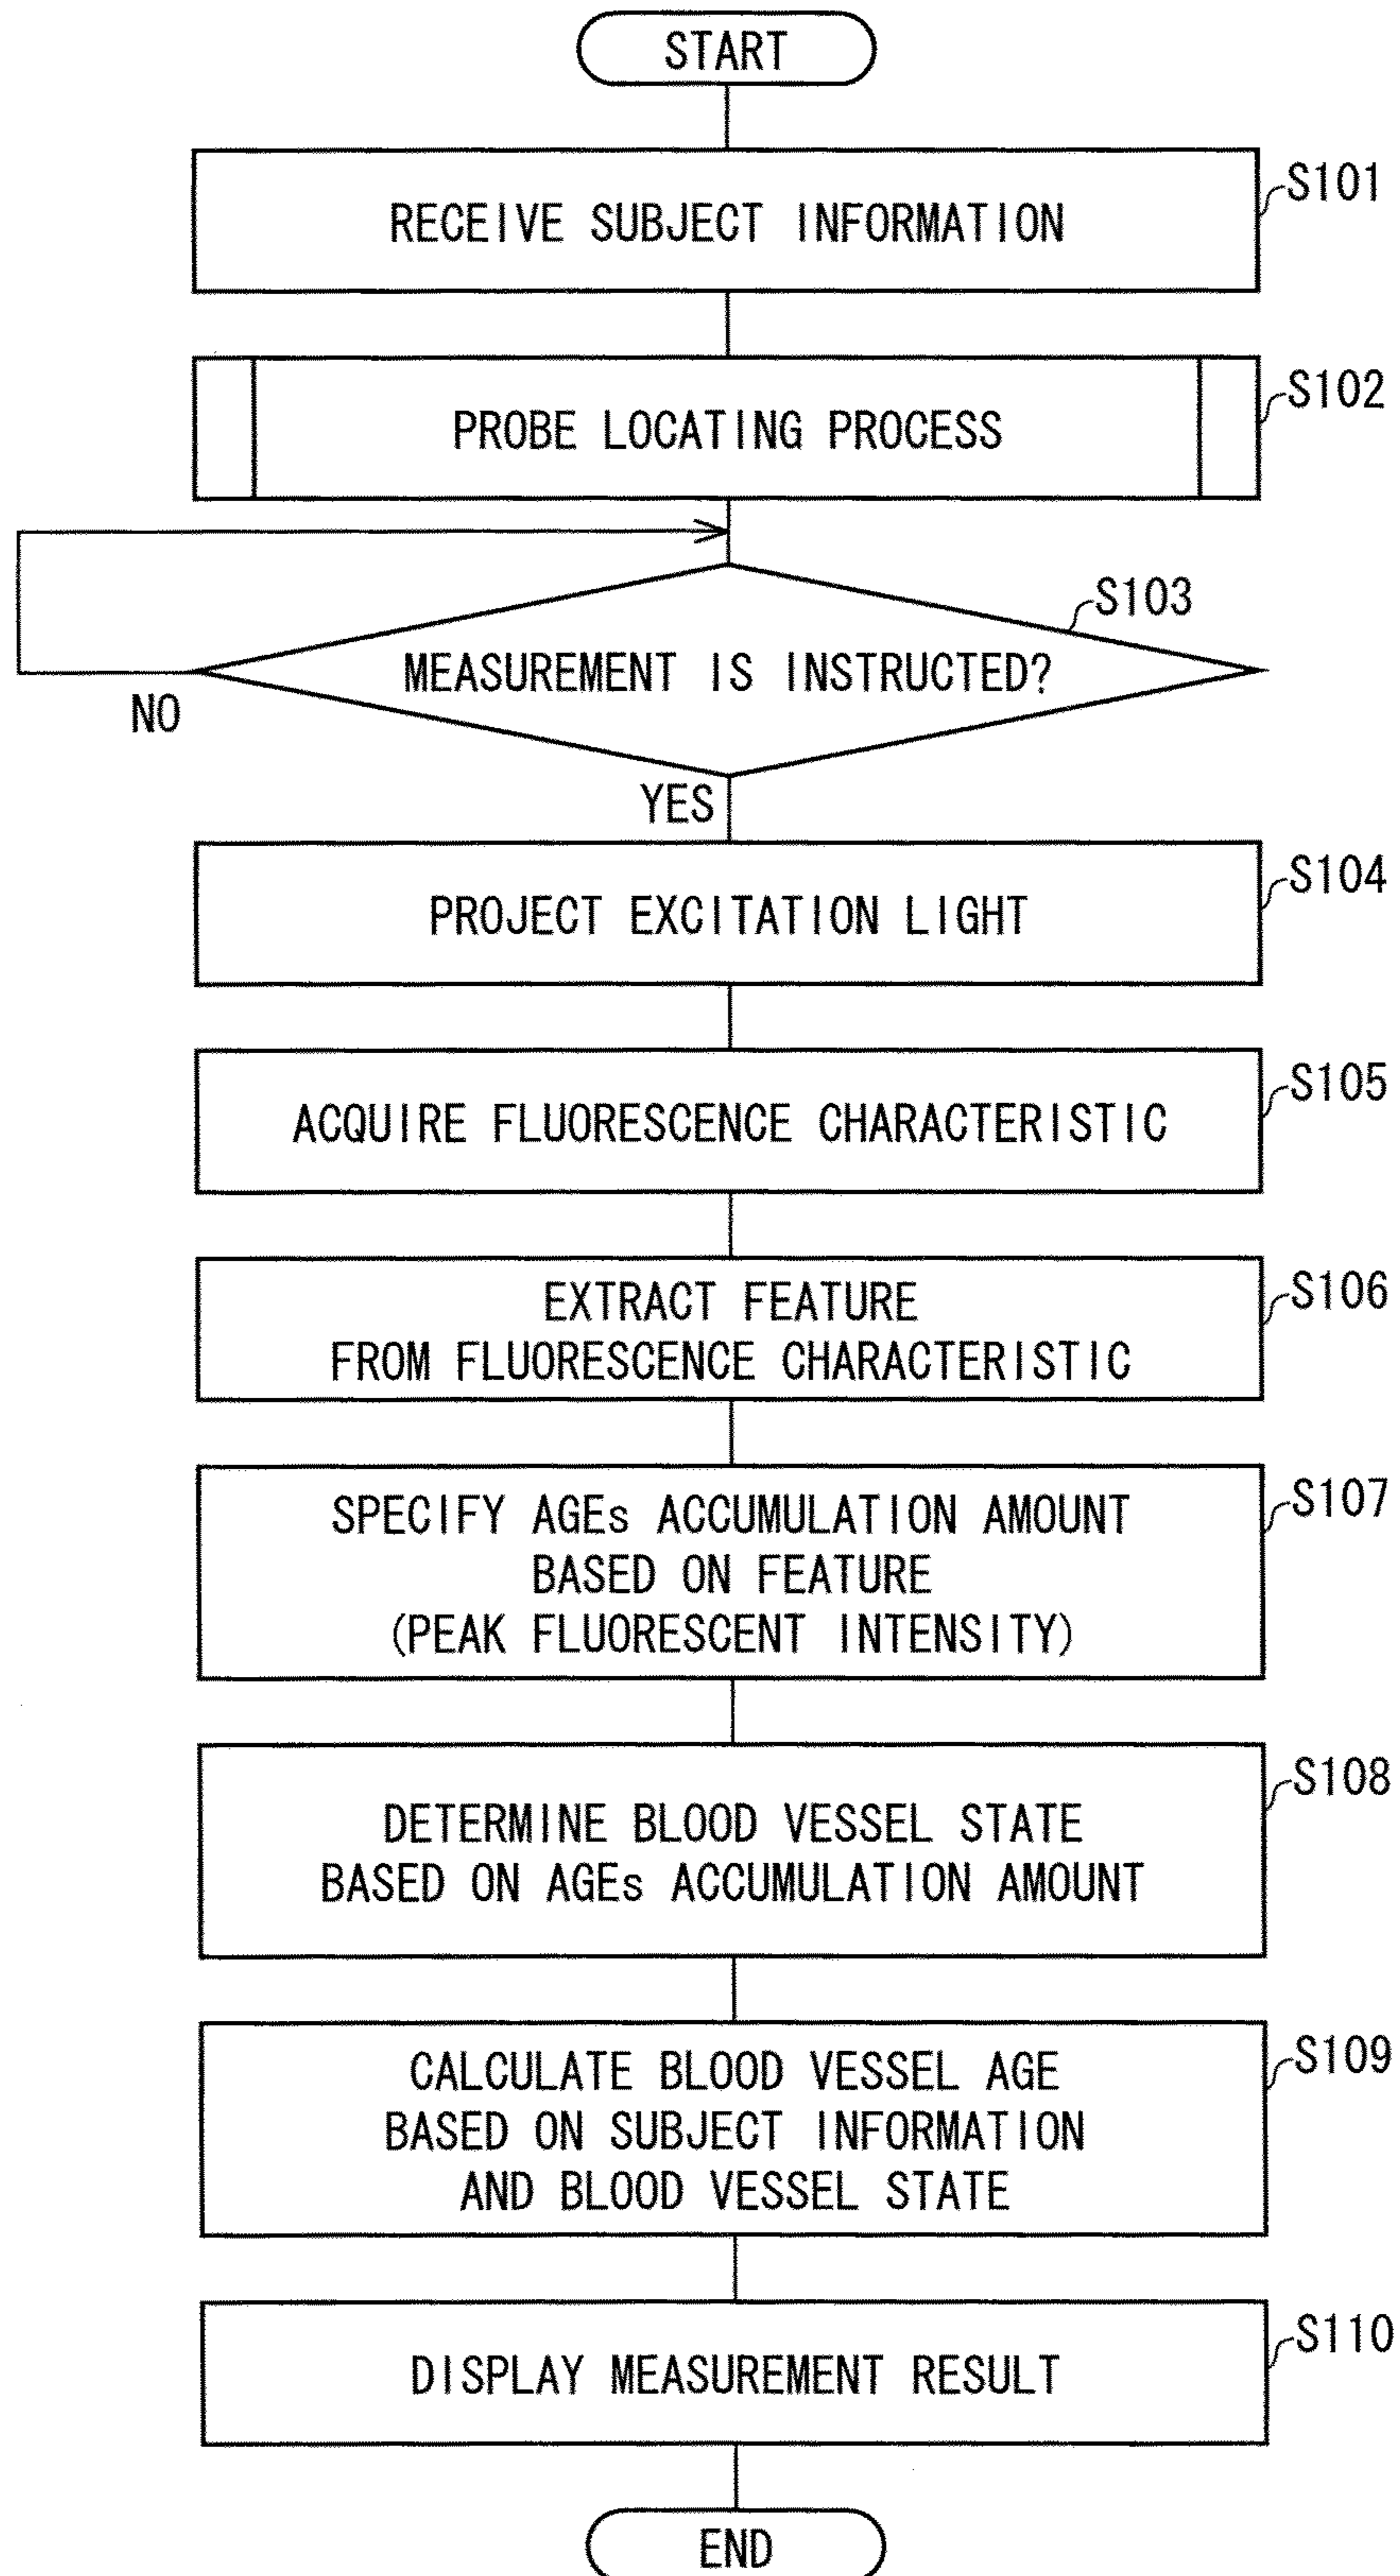 START
RECEIVE SUBJECT INFORMATION
S101
PROBE LOCATING PROCESS
S102
MEASUREMENT IS INSTRUCTED?
S103
NO
YES
PROJECT EXCITATION LIGHT
S104
ACQUIRE FLUORESCENCE CHARACTERISTIC
S105
EXTRACT FEATURE
FROM FLUORESCENCE CHARACTERISTIC
S106
SPECIFY AGEs ACCUMULATION AMOUNT
BASED ON FEATURE
(PEAK FLUORESCENT INTENSITY)
S107
DETERMINE BLOOD VESSEL STATE
BASED ON AGEs ACCUMULATION AMOUNT
S108
CALCULATE BLOOD VESSEL AGE
BASED ON SUBJECT INFORMATION
AND BLOOD VESSEL STATE
S109
DISPLAY MEASUREMENT RESULT
S110
END